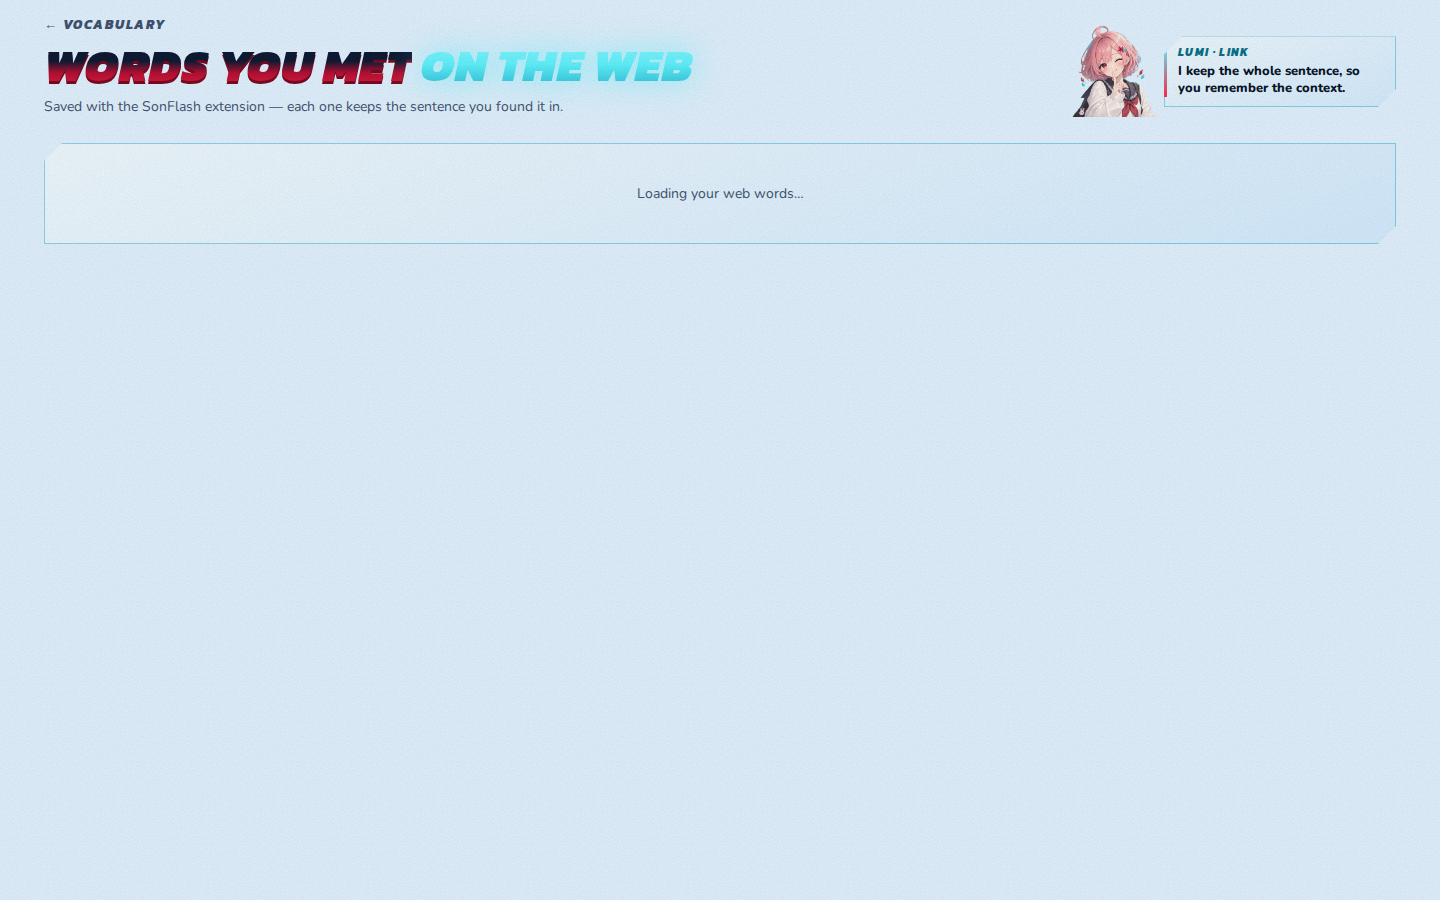 ← VOCABULARY
WORDS YOU MET ON THE WEB
Saved with the SonFlash extension — each one keeps the sentence you found it in.
LUMI · LINK
I keep the whole sentence, so
you remember the context.
Loading your web words…